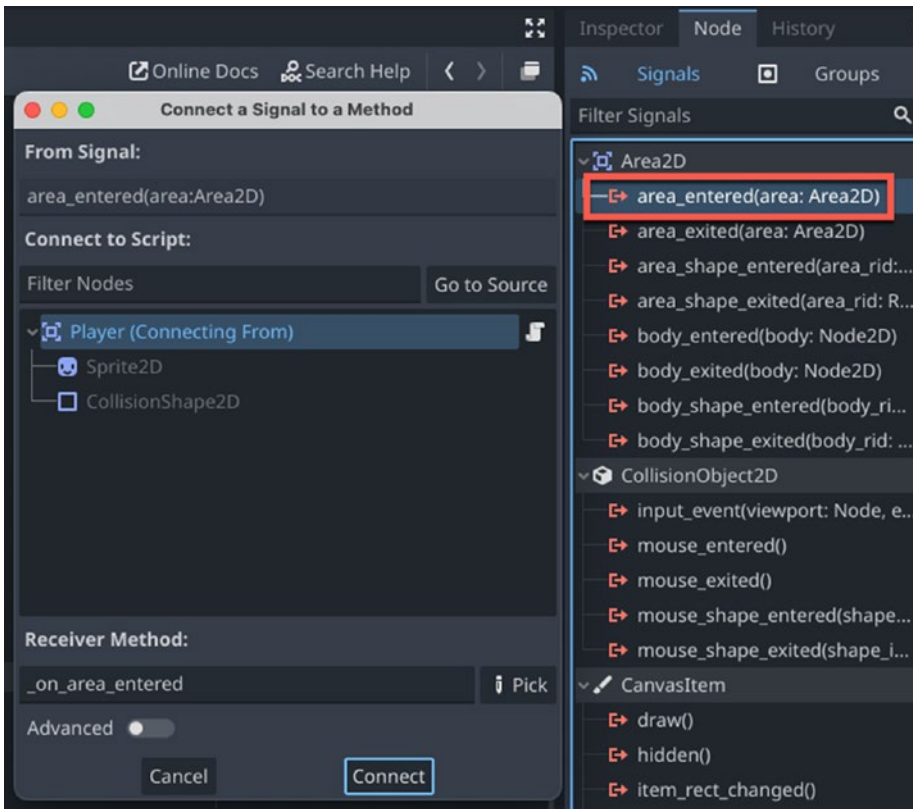 Inspector Node History
Online Docs Search Help
Signals Groups
Connect a Signal to a Method
Filter Signals
From Signal:
area_entered(area:Area2D)
Connect to Script:
Filter Nodes
Go to Source
Player (Connecting From)
Sprite2D
CollisionShape2D
Receiver Method:
_on_area_entered
Pick
Advanced
Cancel
Connect
Area2D
area_entered(area: Area2D)
area_exited(area: Area2D)
area_shape_entered(area_rid:...
area_shape_exited(area_rid: R...
body_entered(body: Node2D)
body_exited(body: Node2D)
body_shape_entered(body_ri...
body_shape_exited(body_rid: ...
CollisionObject2D
input_event(viewport: Node, e...
mouse_entered()
mouse_exited()
mouse_shape_entered(shape...
mouse_shape_exited(shape_i...
CanvasItem
draw()
hidden()
item_rect_changed()